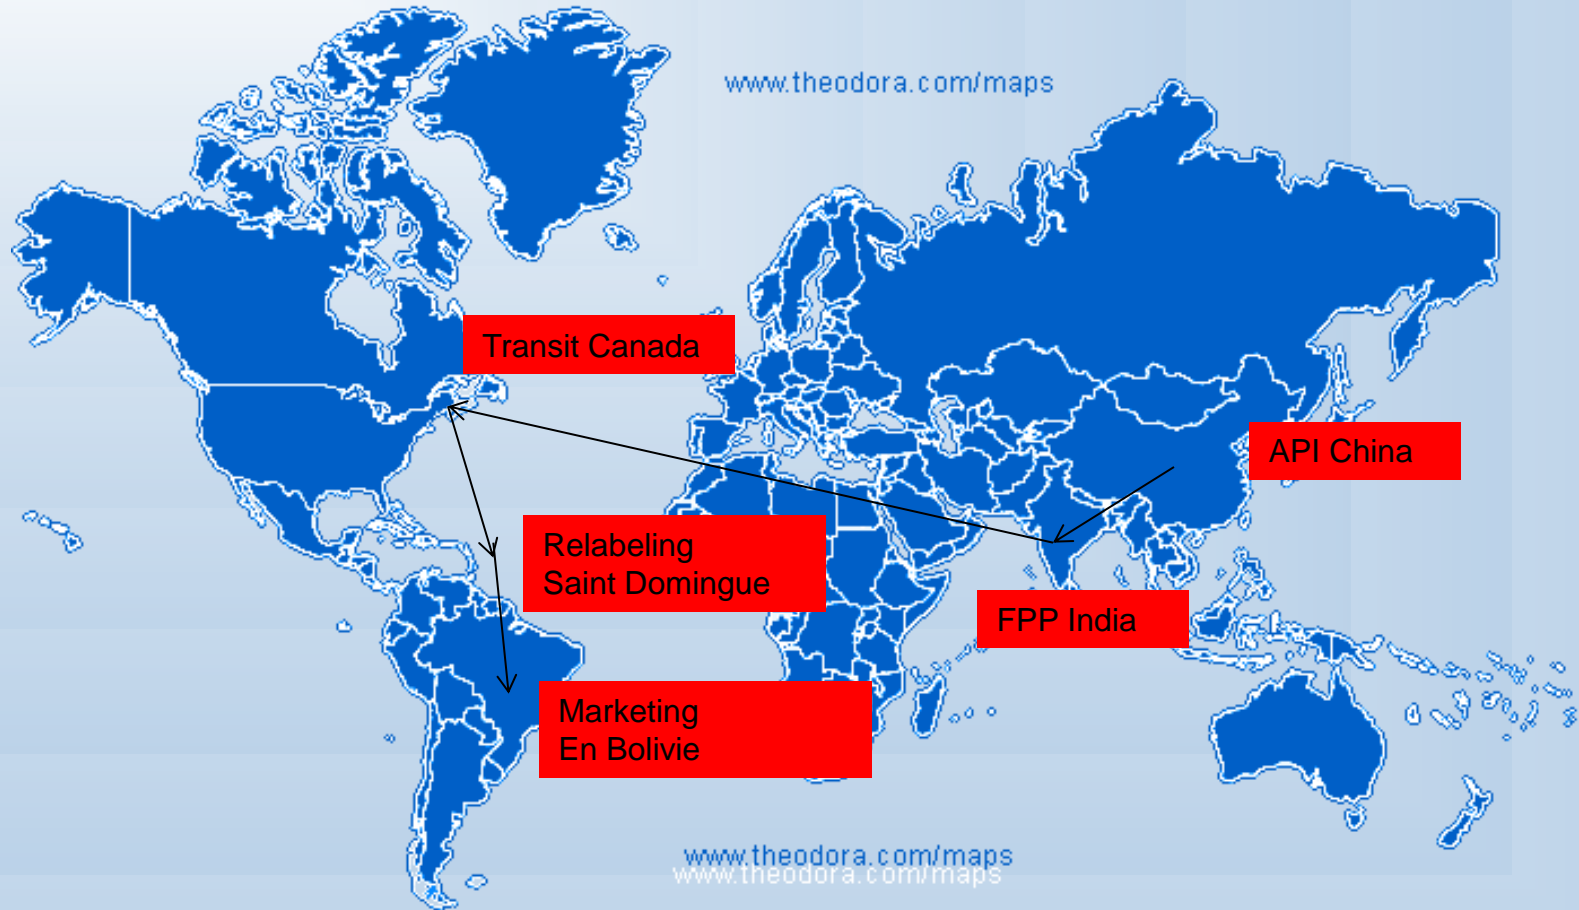 www.theodora.com/maps
Transit Canada
API China
Relabeling
Saint Domingue
FPP India
Marketing
En Bolivie
www.theodora.com/maps
www.theodora.com/maps